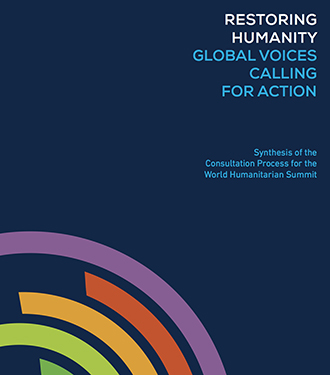 RESTORING
HUMANITY
GLOBAL VOICES
CALLING
FOR ACTION
Synthesis of the
Consultation Process for the
World Humanitarian Summit